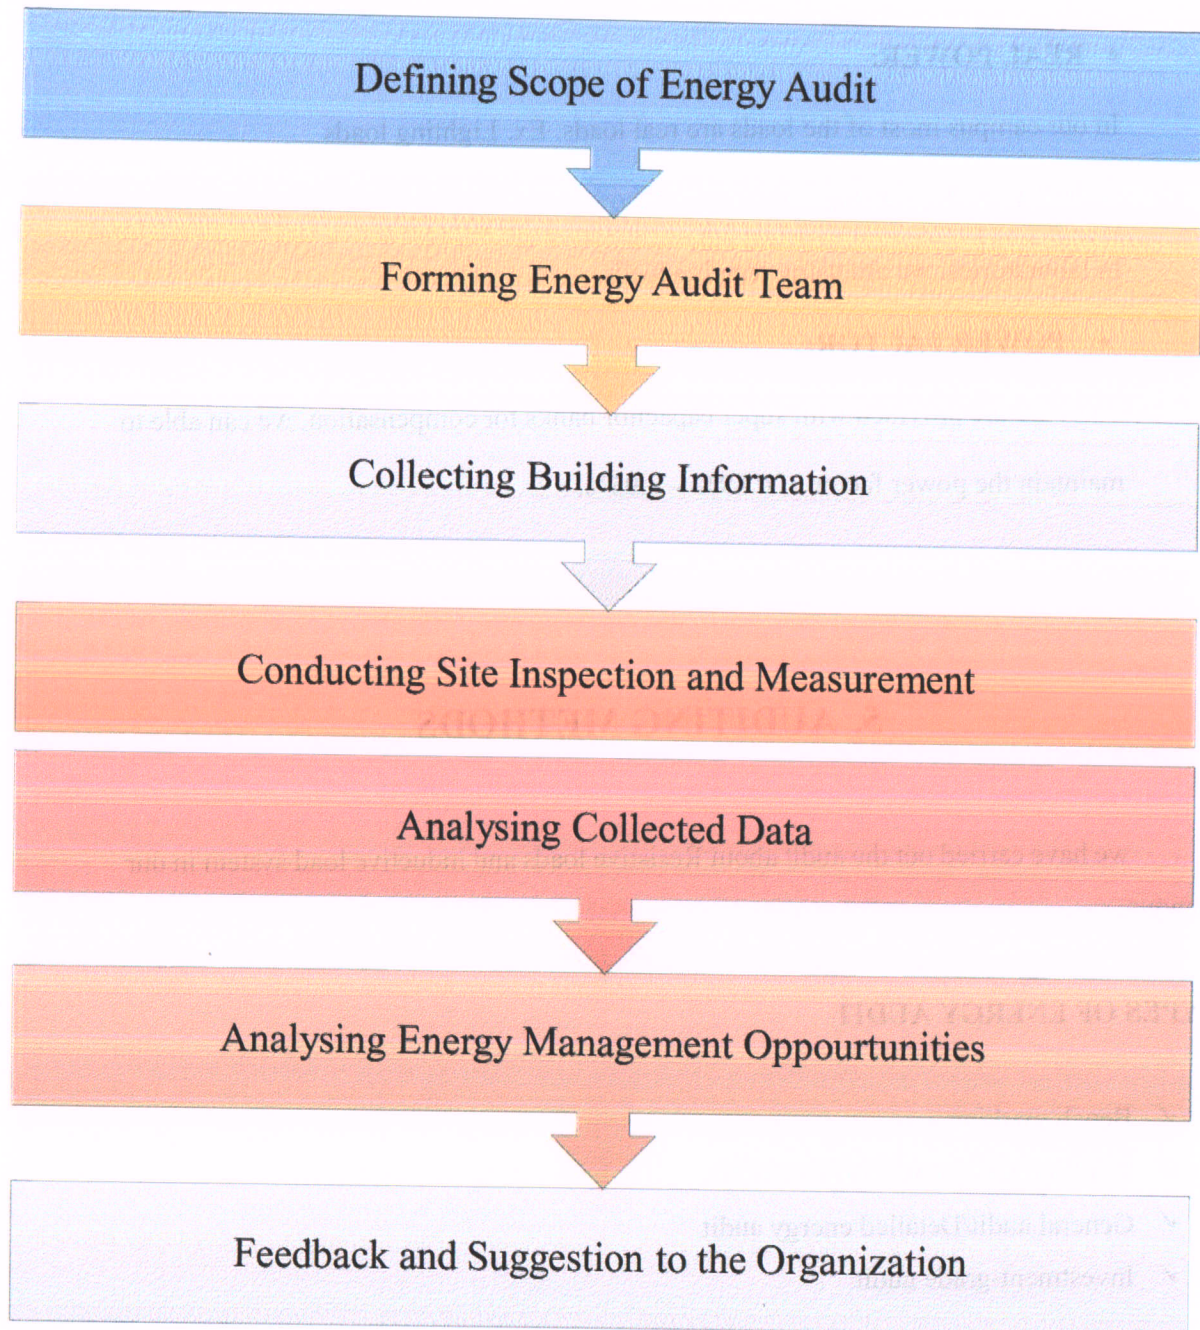 Defining Scope of Energy Audit
Forming Energy Audit Team
Collecting Building Information
Conducting Site Inspection and Measurement
Analysing Collected Data
Analysing Energy Management Oppourtunities
Feedback and Suggestion to the Organization